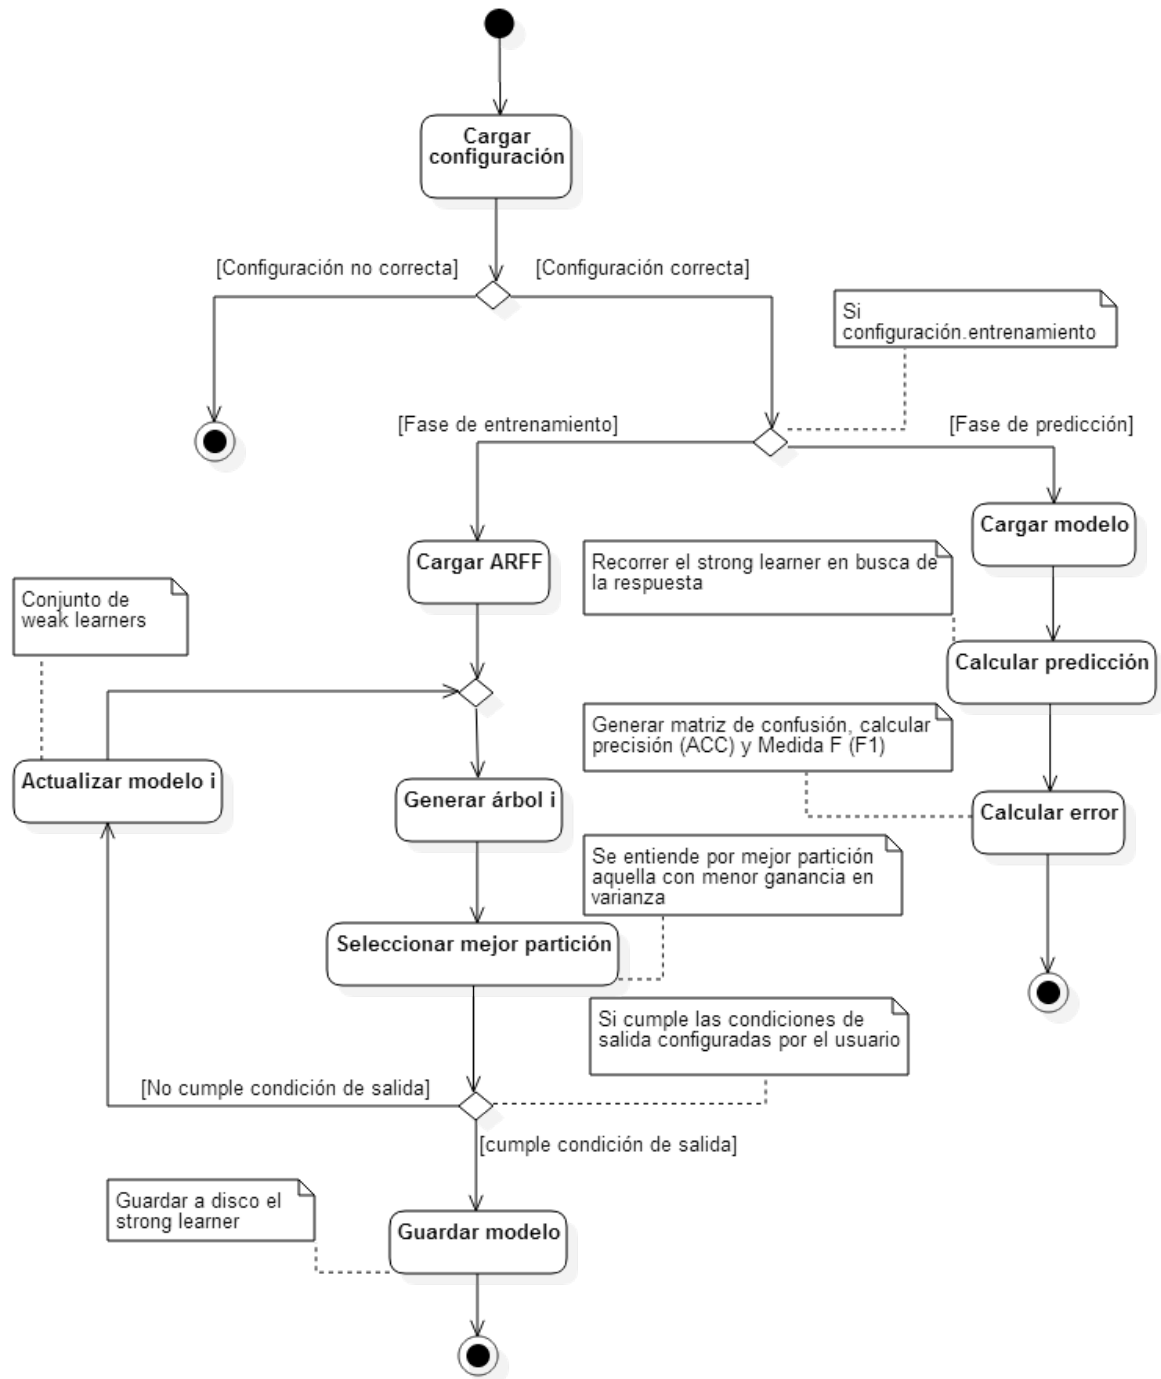 Cargar
configuración
[Configuración no correcta]
[Configuración correcta]
Si
configuración.entrenamiento
[Fase de entrenamiento]
[Fase de predicción]
Cargar modelo
Cargar ARFF
Recorrer el strong learner en busca de
la respuesta
Conjunto de
weak learners
Calcular predicción
Generar matriz de confusión, calcular
precisión (ACC) y Medida F (F1)
Actualizar modelo i
Generar árbol i
Calcular error
Se entiende por mejor partición
aquella con menor ganancia en
varianza
Seleccionar mejor partición
Si cumple las condiciones de
salida configuradas por el usuario
[No cumple condición de salida]
[cumple condición de salida]
Guardar a disco el
strong learner
Guardar modelo